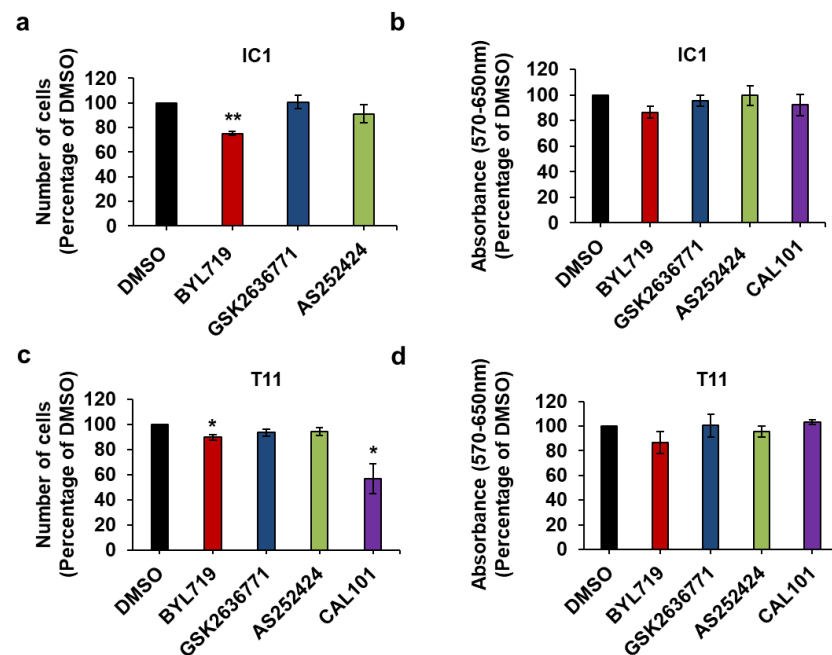 a
IC1
Number of cells
(Percentage of DMSO)
120
100
80
60
40
20
0
**
DMSO
BYL719
GSK2636771
AS252424
b
IC1
Absorbance (570-650nm)
(Percentage of DMSO)
120
100
80
60
40
20
0
DMSO
BYL719
GSK2636771
AS252424
CAL101
c
T11
Number of cells
(Percentage of DMSO)
120
100
80
60
40
20
0
*
*
DMSO
BYL719
GSK2636771
AS252424
CAL101
d
T11
Absorbance (570-650nm)
(Percentage of DMSO)
120
100
80
60
40
20
0
DMSO
BYL719
GSK2636771
AS252424
CAL101